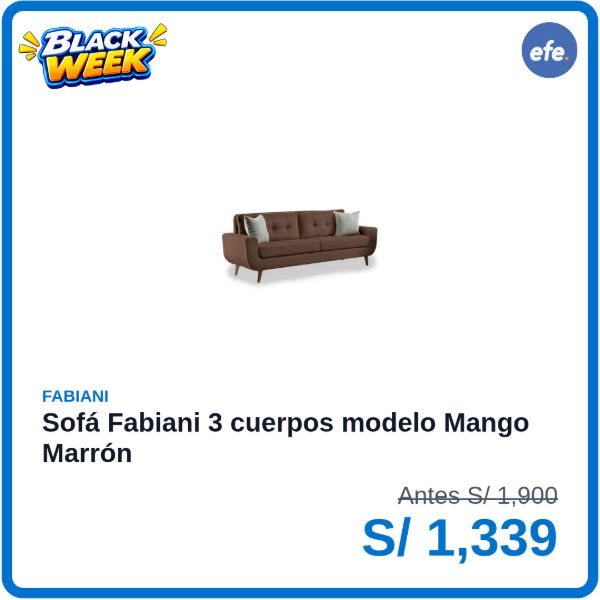 BLACK
WEEK
efe.
FABIANI
Sofá Fabiani 3 cuerpos modelo Mango
Marrón
Antes S/ 1,900
S/ 1,339